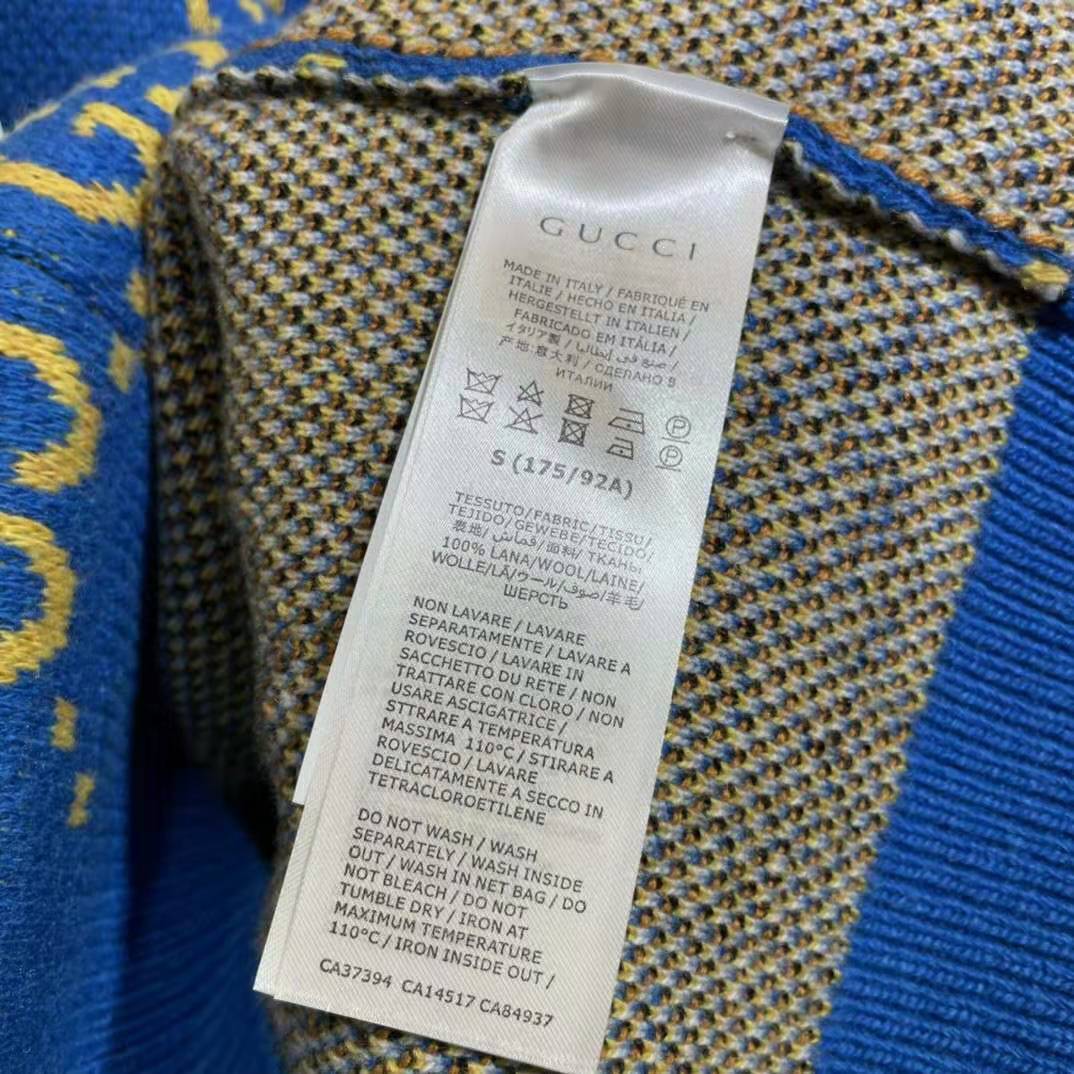 GUCCI
MADE IN ITALY / FABRIQUÉ EN
ITALIE / HECHO EN ITALIA /
HERGESTELLT IN ITALIEN /
FABRICADO EM ITÁLIA /
イタリア製 / صنع في إيطاليا /
产地:意大利 / СДЕЛАНО В
ИТАЛИИ
P
P
S (175/92A)
TESSUTO/FABRIC/TISSU/
TEJIDO/GEWEBE/TECIDO/
表地/قماش/面料/ ТКАНЬ
100% LANA/WOOL/LAINE/
WOLLE/LÃ/ウール/صوف/羊毛/
ШЕРСТЬ
NON LAVARE / LAVARE
SEPARATAMENTE / LAVARE A
ROVESCIO / LAVARE IN
SACCHETTO DU RETE / NON
TRATTARE CON CLORO / NON
USARE ASCIGATRICE /
STTRARE A TEMPERATURA
MASSIMA 110°C / STIRARE A
ROVESCIO / LAVARE
DELICATAMENTE A SECCO IN
TETRACLOROETILENE
DO NOT WASH / WASH
SEPARATELY / WASH INSIDE
OUT / WASH IN NET BAG / DO
NOT BLEACH / DO NOT
TUMBLE DRY / IRON AT
MAXIMUM TEMPERATURE
110°C / IRON INSIDE OUT /
CA37394 CA14517 CA84937